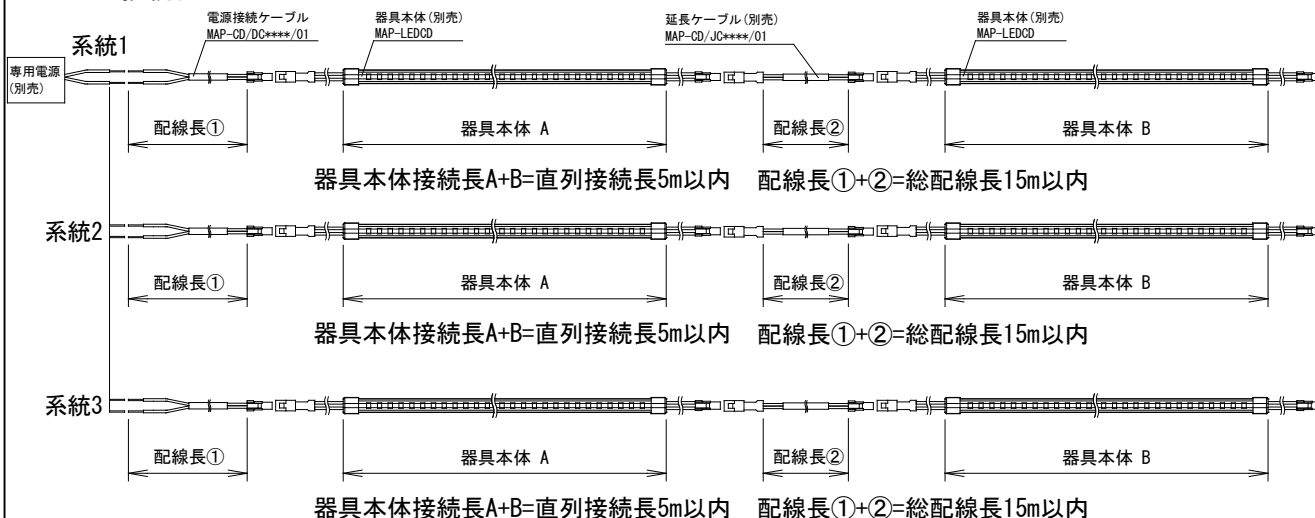 電源接続ケーブル
MAP-CD/DC****/01
器具本体(別売)
MAP-LEDCD
延長ケーブル(別売)
MAP-CD/JC****/01
器具本体(別売)
MAP-LEDCD
系統1
専用電源
(別売)
配線長①
器具本体 A
配線長②
器具本体 B
器具本体接続長A+B=直列接続長5m以内 配線長①+②=総配線長15m以内
系統2
配線長①
器具本体 A
配線長②
器具本体 B
器具本体接続長A+B=直列接続長5m以内 配線長①+②=総配線長15m以内
系統3
配線長①
器具本体 A
配線長②
器具本体 B
器具本体接続長A+B=直列接続長5m以内 配線長①+②=総配線長15m以内